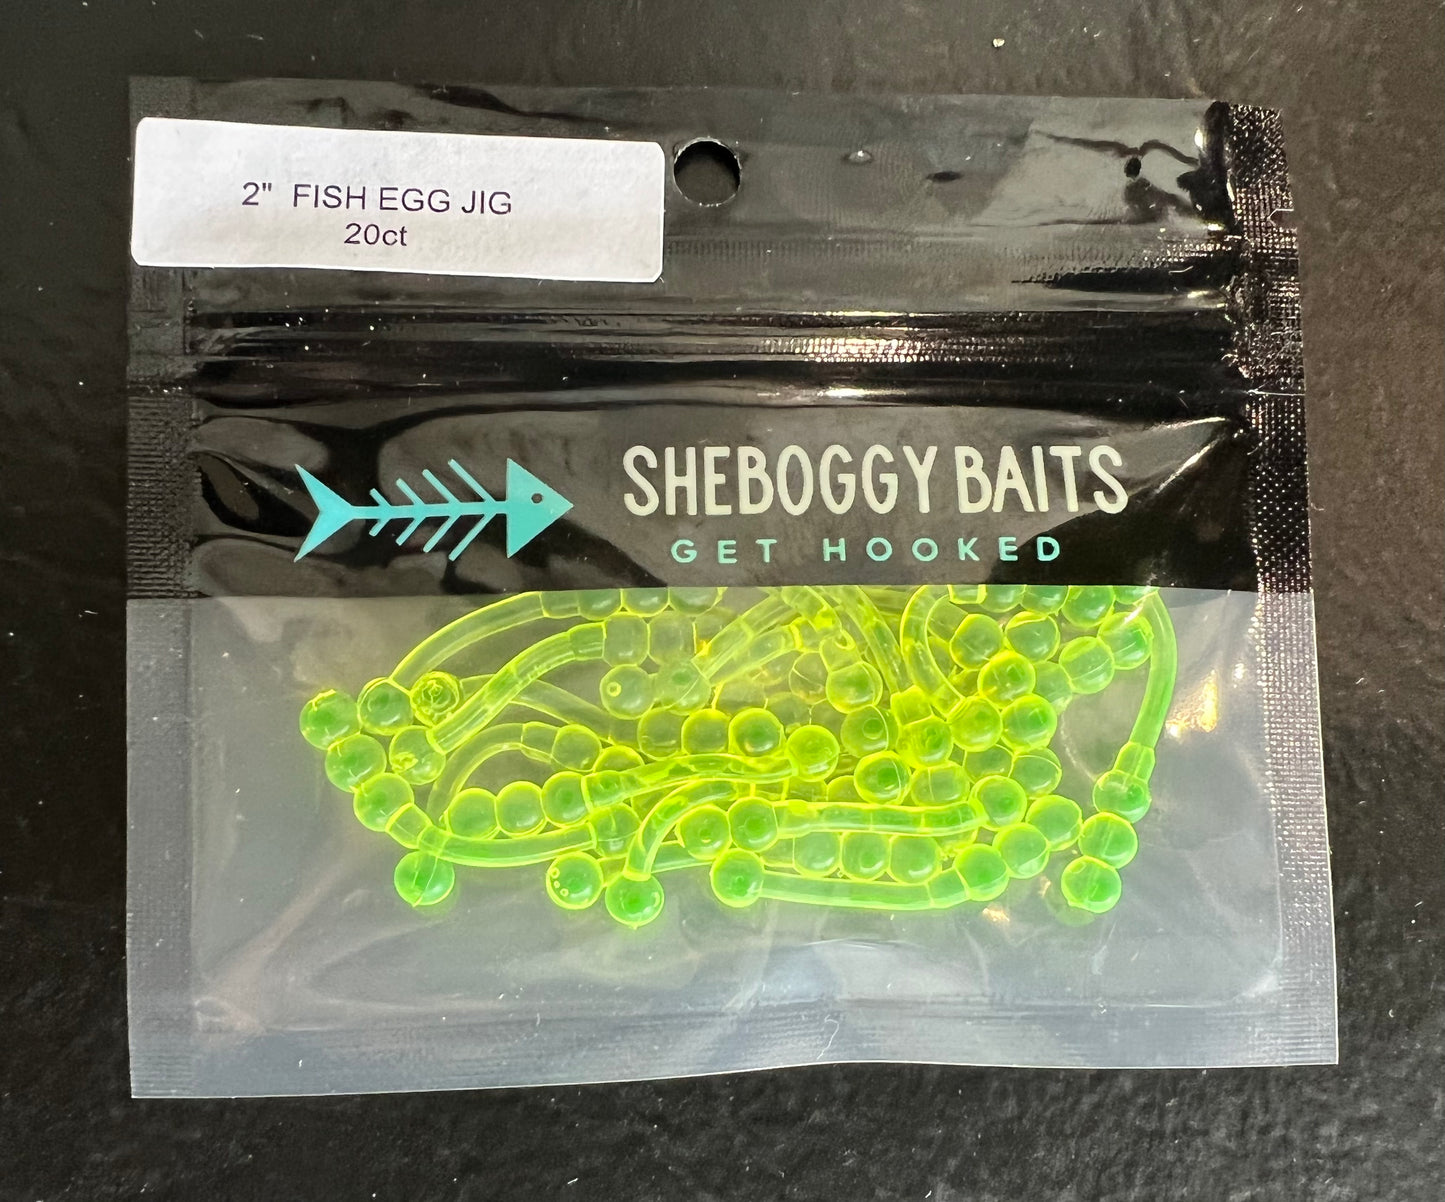 2" FISH EGG JIG
20ct
SHEBOGGY BAITS
GET HOOKED